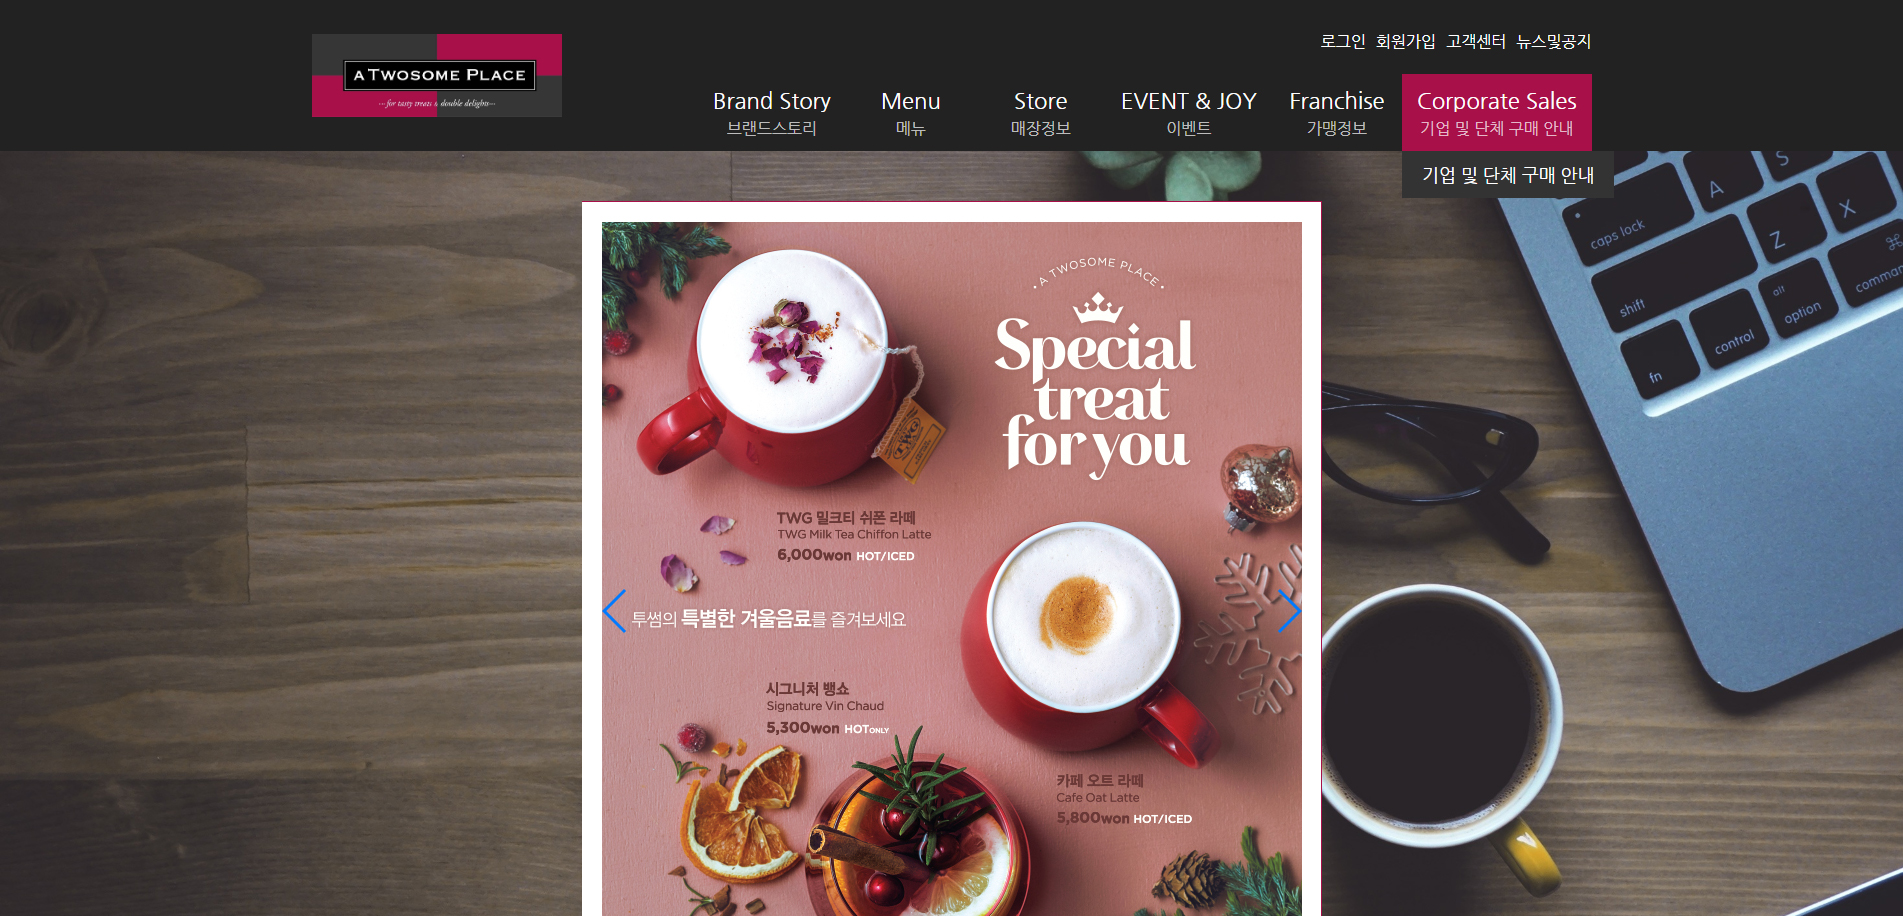 로그인 회원가입 고객센터 뉴스및공지
A TWOSOME PLACE
---for tasty treats & double delights---
Brand Story
브랜드스토리
Menu
메뉴
Store
매장정보
EVENT & JOY
이벤트
Franchise
가맹정보
Corporate Sales
기업 및 단체 구매 안내
기업 및 단체 구매 안내
• A TWOSOME PLACE •
Special
treat
for you
TWG
TWG 밀크티 쉬폰 라떼
TWG Milk Tea Chiffon Latte
6,000won HOT/ICED
투썸의 특별한 겨울음료를 즐겨보세요
시그니처 뱅쇼
Signature Vin Chaud
5,300won HOT ONLY
카페 오트 라떼
Cafe Oat Latte
5,800won HOT/ICED
caps lock
A
S
shift
Z
X
fn
control
alt
option
⌘
comman